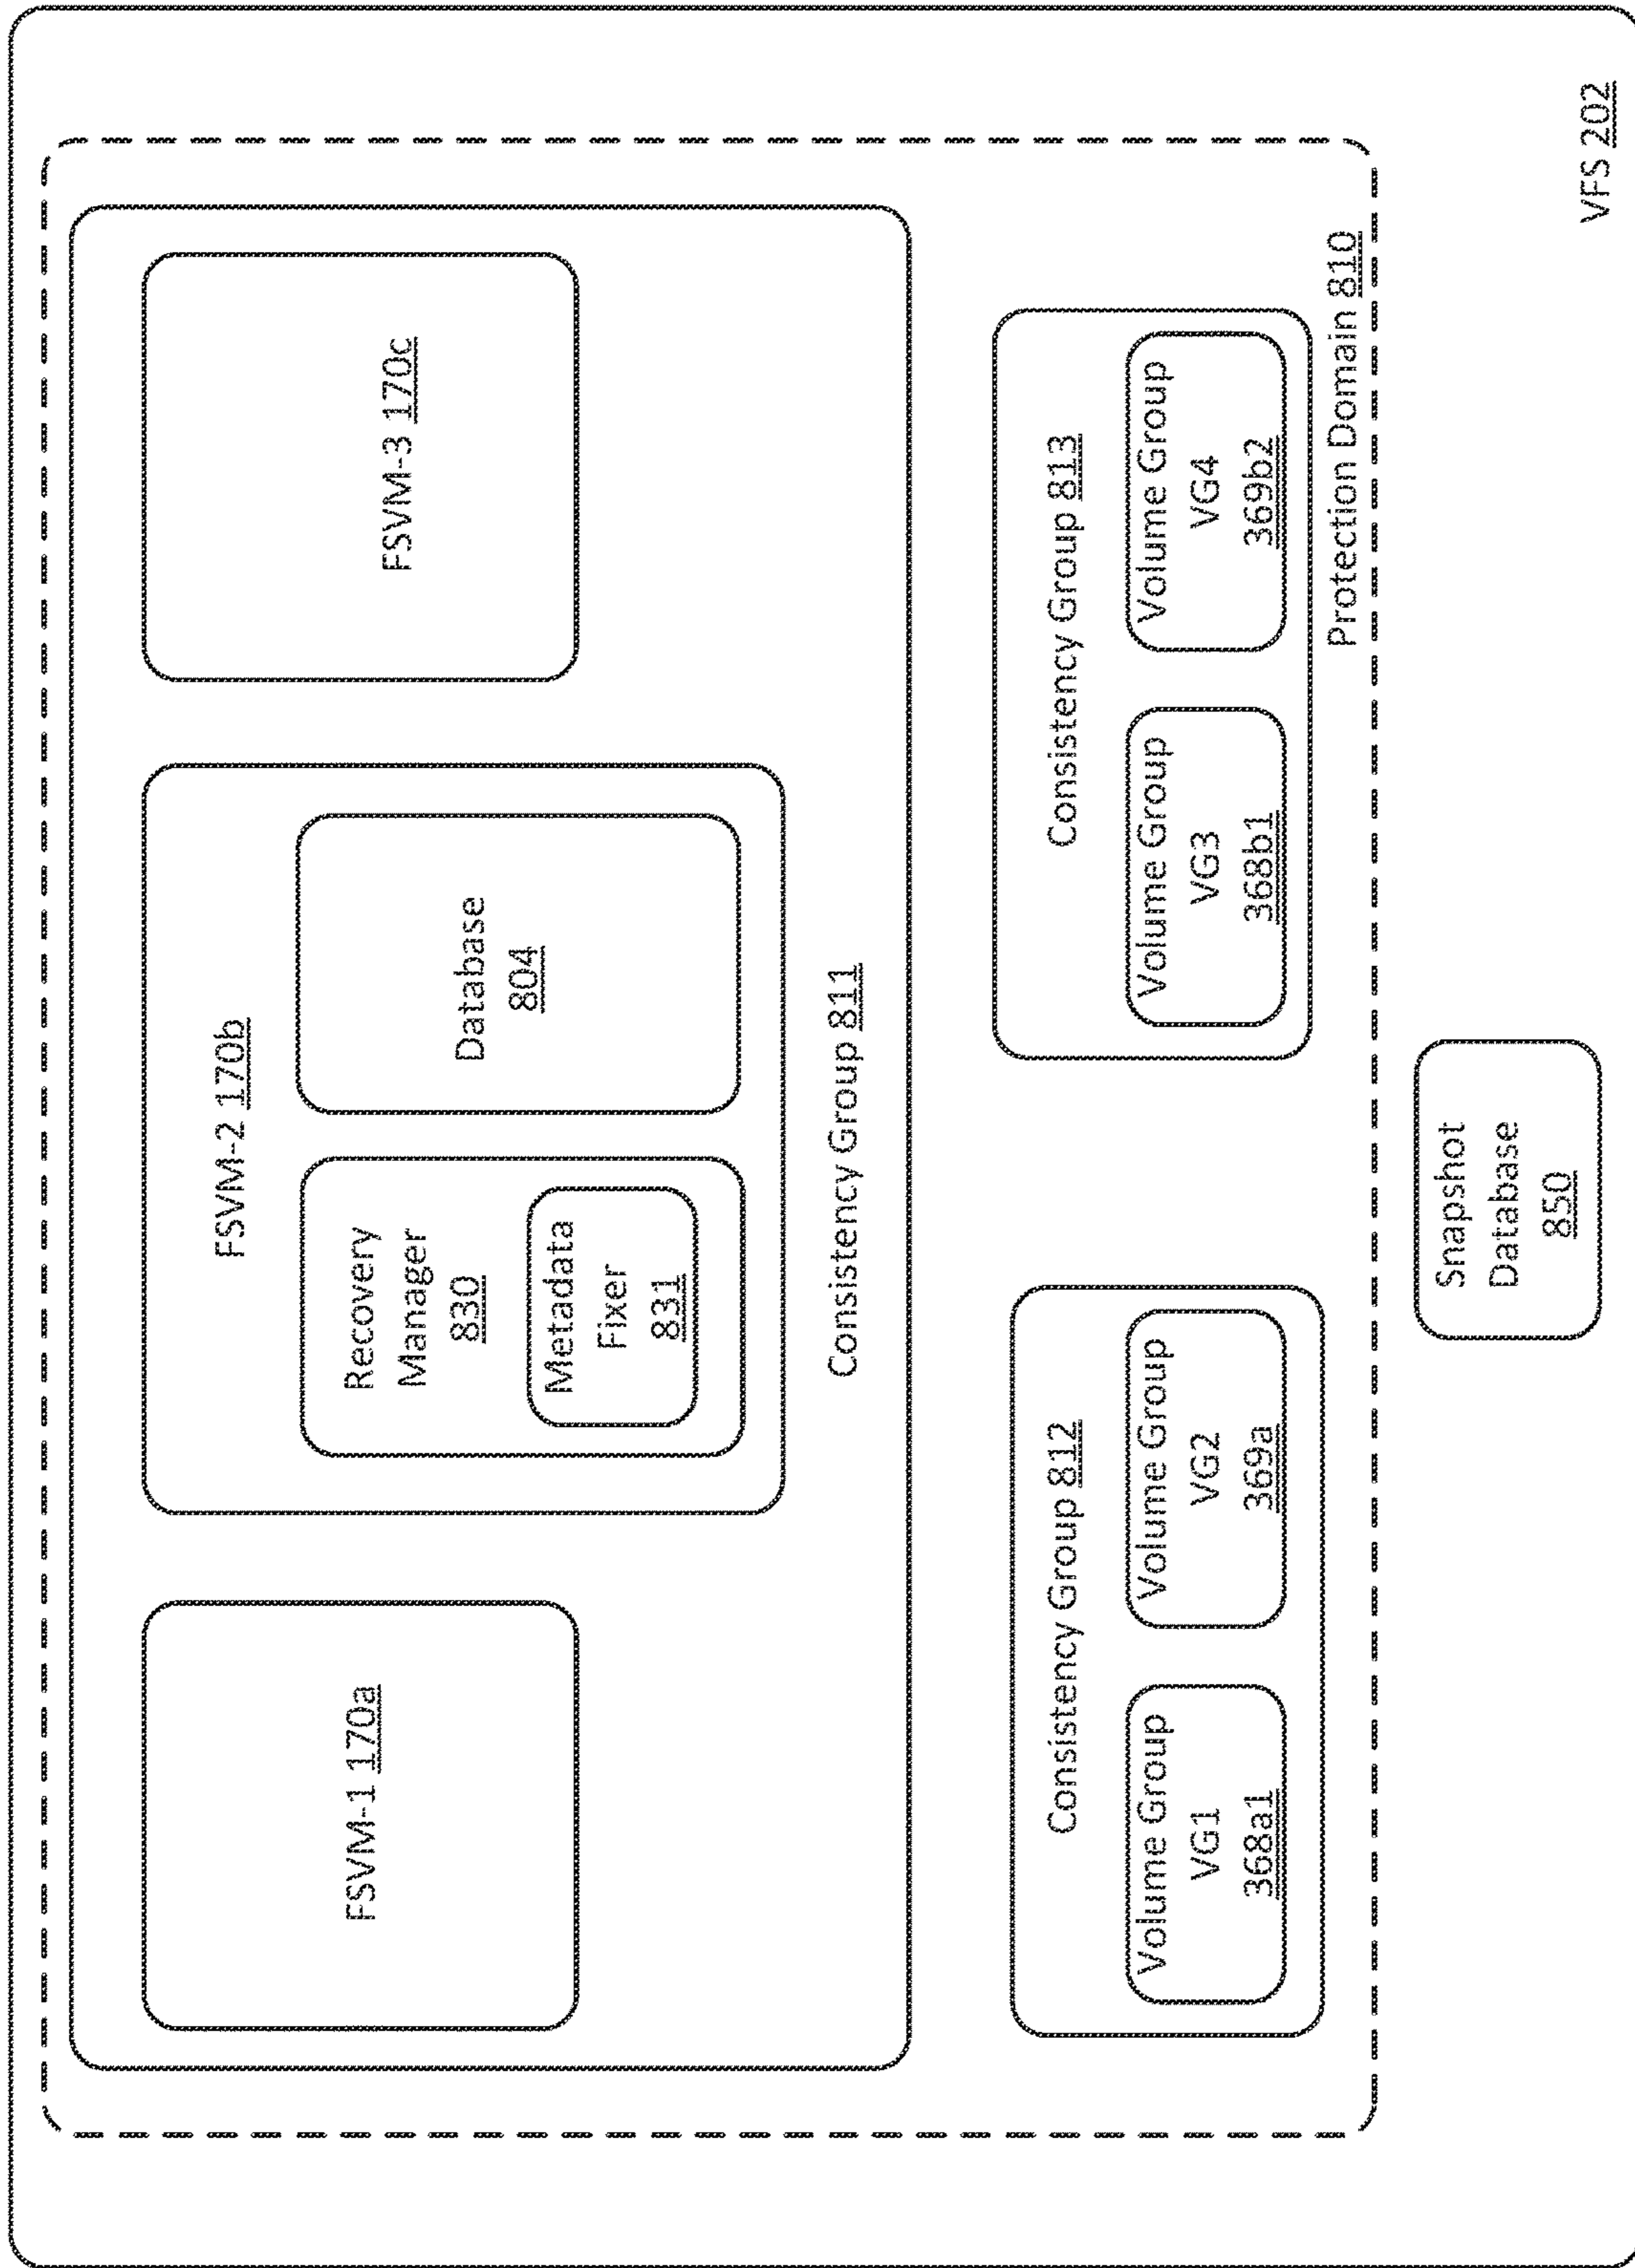 FSVM-1 170a
FSVM-2 170b
Recovery
Manager
830
Metadata
Fixer
831
Database
804
FSVM-3 170c
Consistency Group 811
Consistency Group 812
Volume Group
VG1
368a1
Volume Group
VG2
369a
Consistency Group 813
Volume Group
VG3
368b1
Volume Group
VG4
369b2
Protection Domain 810
Snapshot
Database
850
VFS 202